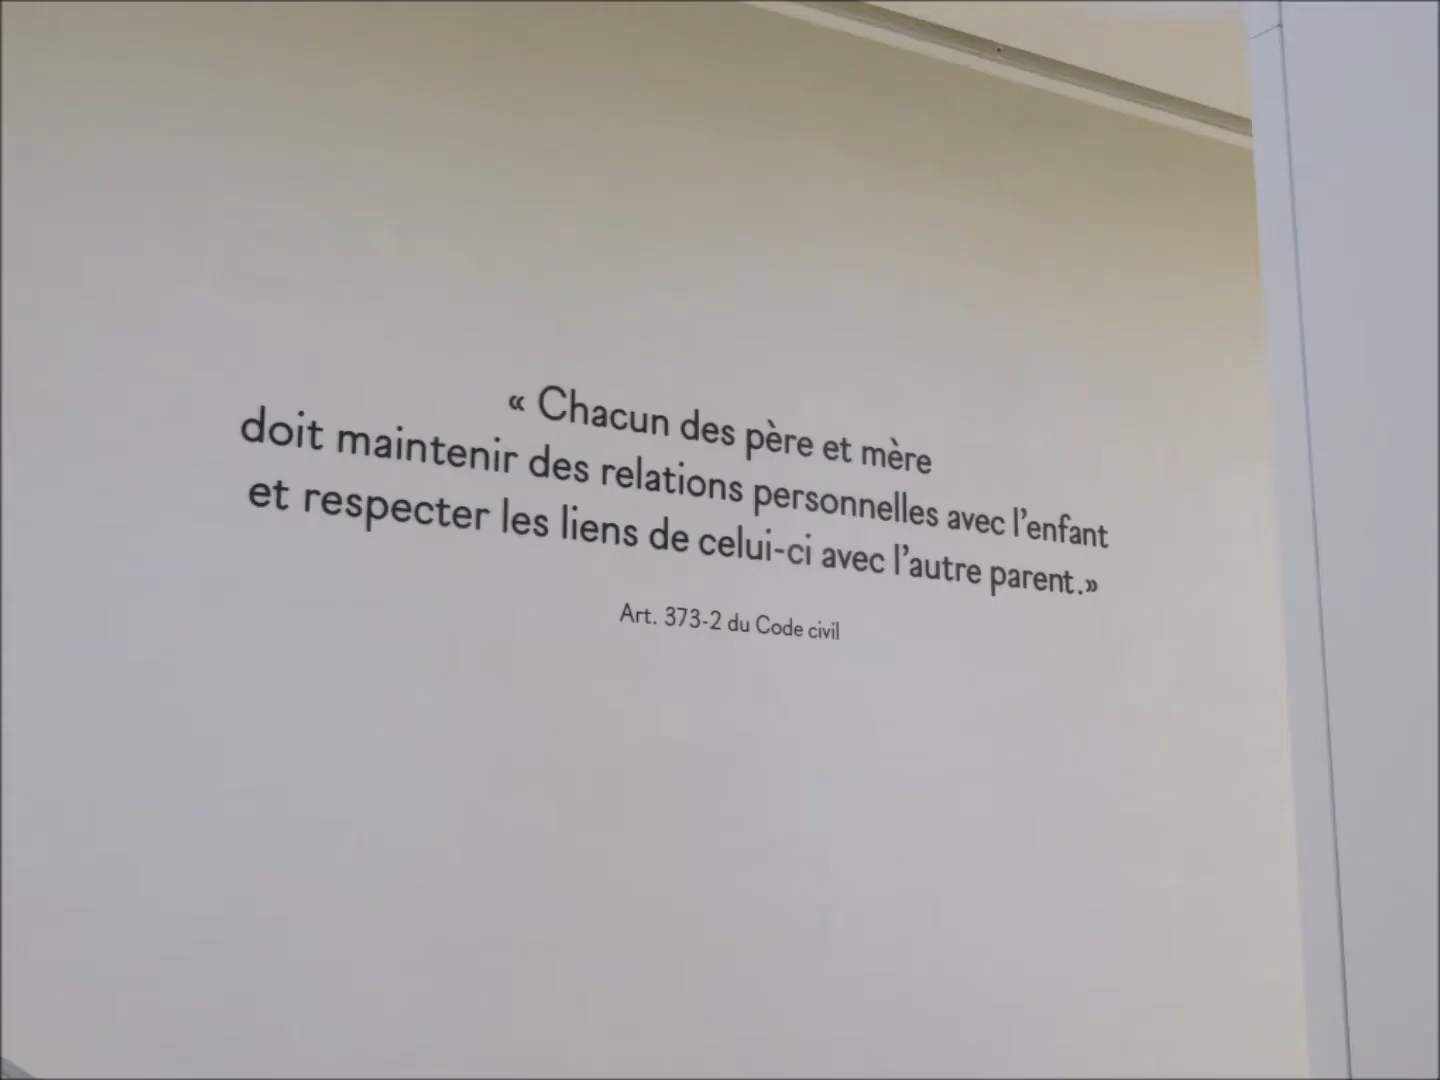 « Chacun des père et mère
doit maintenir des relations personnelles avec l’enfant
et respecter les liens de celui-ci avec l’autre parent.»
Art. 373-2 du Code civil